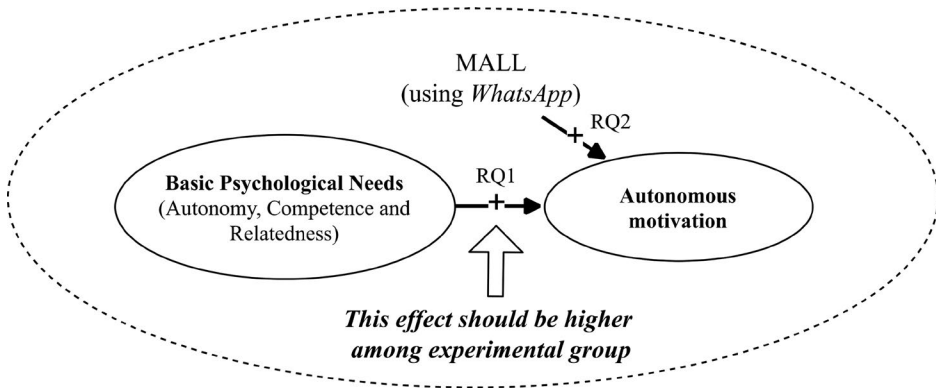 MALL
(using WhatsApp)
+ RQ2
Basic Psychological Needs
(Autonomy, Competence and
Relatedness)
RQ1
+
Autonomous
motivation
This effect should be higher
among experimental group